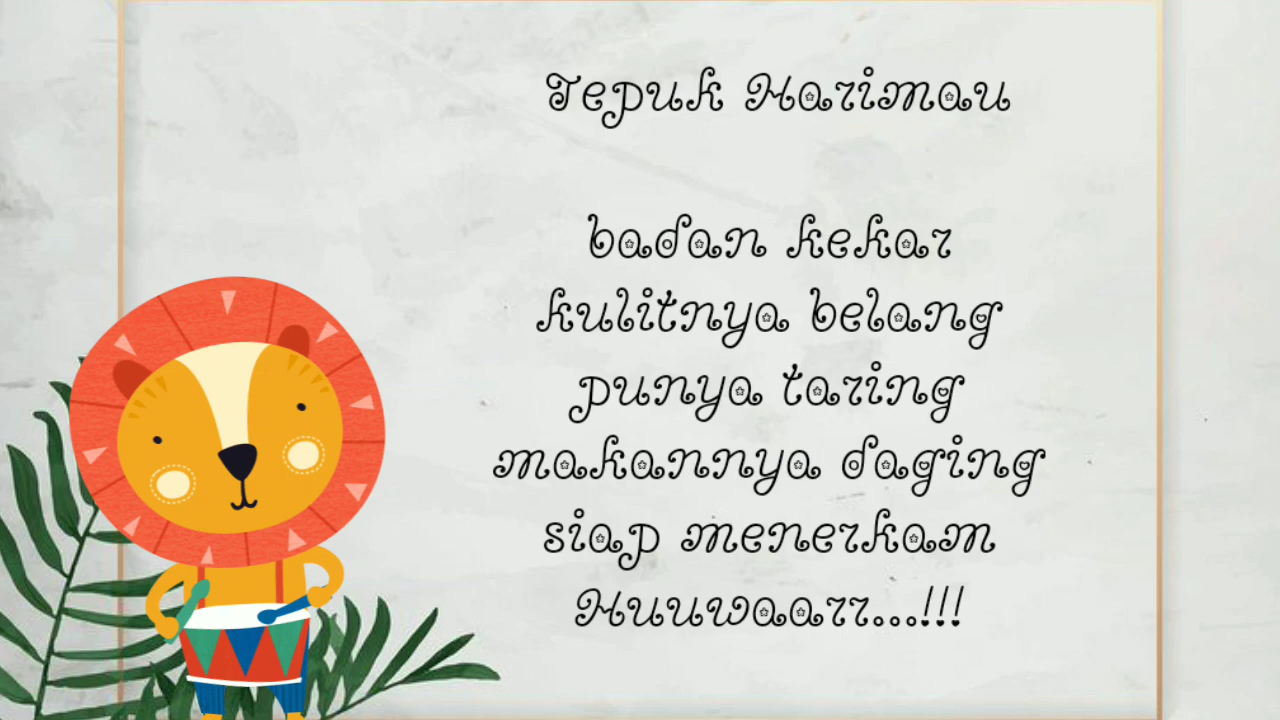 Tepuk Harimau
badan kekar
kulitnya belang
punya taring
makannya daging
siap menerkam
Huuwaarr...!!!